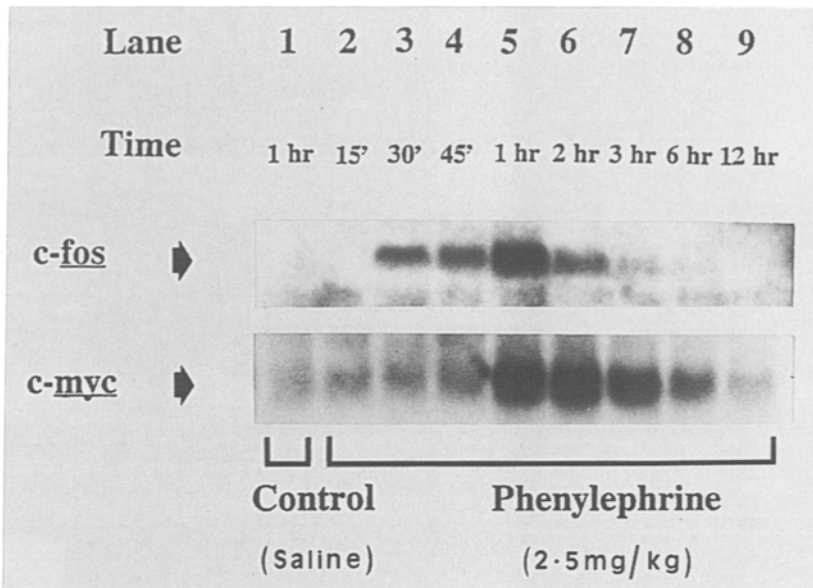 Lane 1 2 3 4 5 6 7 8 9
Time 1 hr 15' 30' 45' 1 hr 2 hr 3 hr 6 hr 12 hr
c-fos
c-myc
Control Phenylephrine
(Saline) (2·5mg/kg)